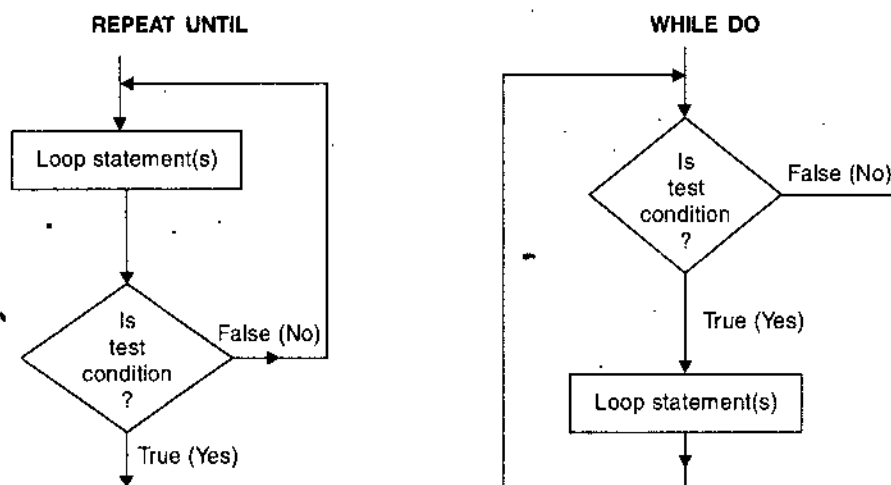 REPEAT UNTIL
Loop statement(s)
Is
test
condition
?
False (No)
True (Yes)
WHILE DO
Is
test
condition
?
False (No)
True (Yes)
Loop statement(s)